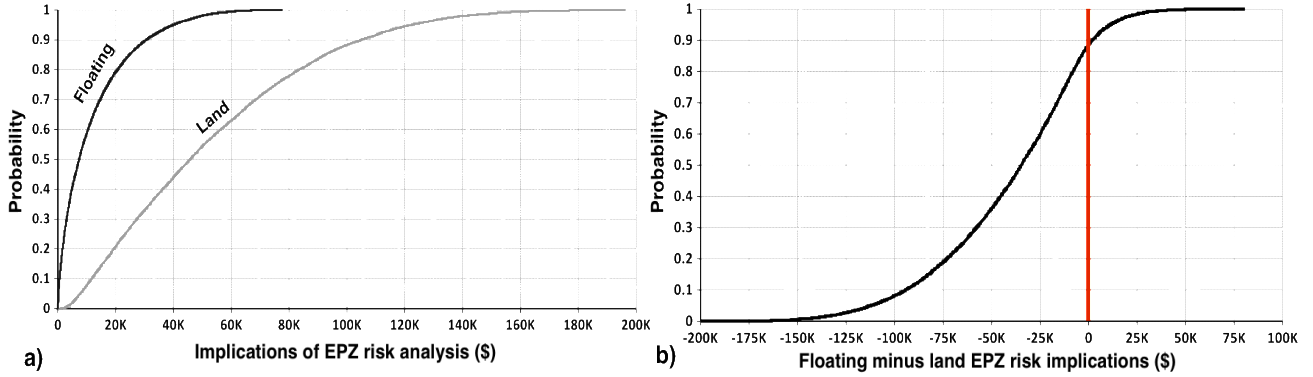 1
0.9
0.8
0.7
0.6
0.5
0.4
0.3
0.2
0.1
0
Probability
Floating
Land
0 20K 40K 60K 80K 100K 120K 140K 160K 180K 200K
Implications of EPZ risk analysis ($)
a)
1
0.9
0.8
0.7
0.6
0.5
0.4
0.3
0.2
0.1
0
Probability
-200K -175K -150K -125K -100K -75K -50K -25K 0 25K 50K 75K 100K
Floating minus land EPZ risk implications ($)
b)